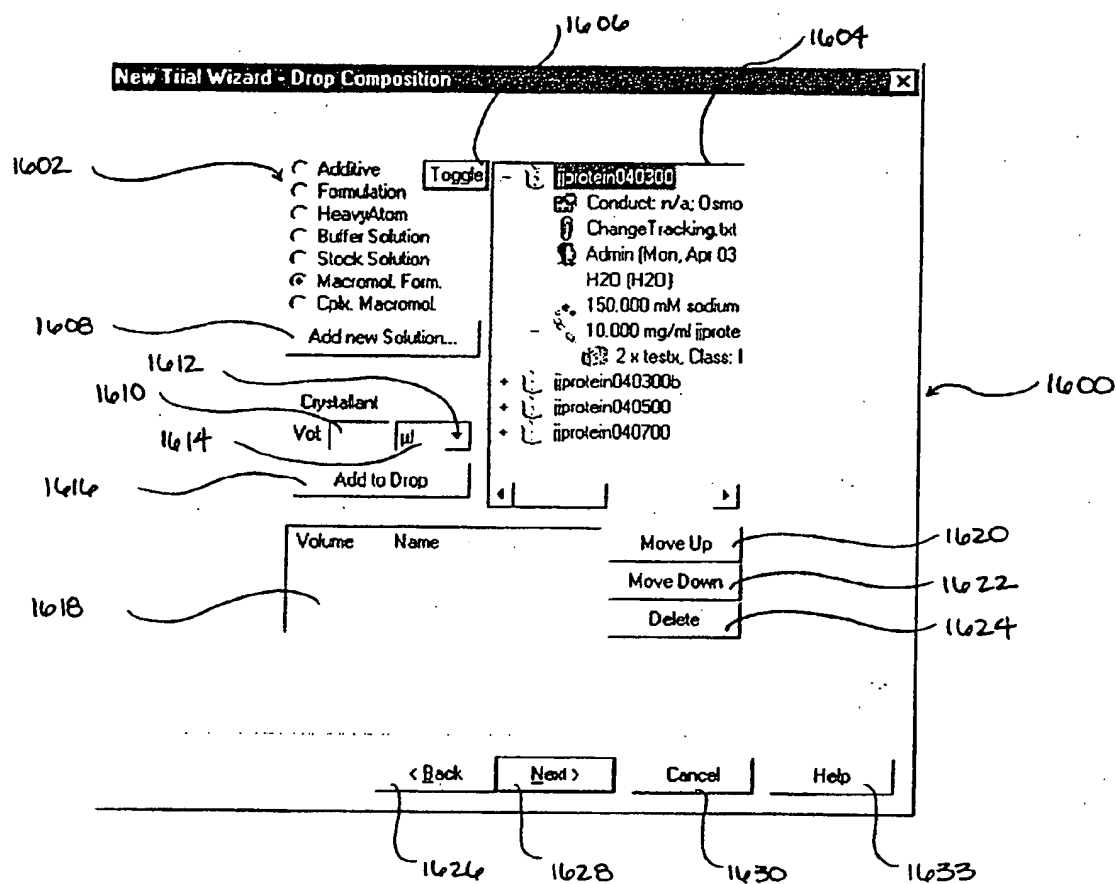 1606
1604
New Trial Wizard - Drop Composition
1602
Additive
Formulation
HeavyAtom
Buffer Solution
Stock Solution
Macromol. Form.
Cplx. Macromol.
Toggle
jjprotein040300
Conduct: n/a; Osmo
ChangeTracking.txt
Admin (Mon, Apr 03
H2O (H2O)
150.000 mM sodium
10.000 mg/ml jjprote
2 x testx, Class: I
jjprotein040300b
jjprotein040500
jjprotein040700
1608
Add new Solution...
1612
1610
1600
Crystallant
Vol
µl
1614
1616
Add to Drop
Volume Name
1618
Move Up
1620
Move Down
1622
Delete
1624
< Back
Next >
Cancel
Help
1626
1628
1630
1633